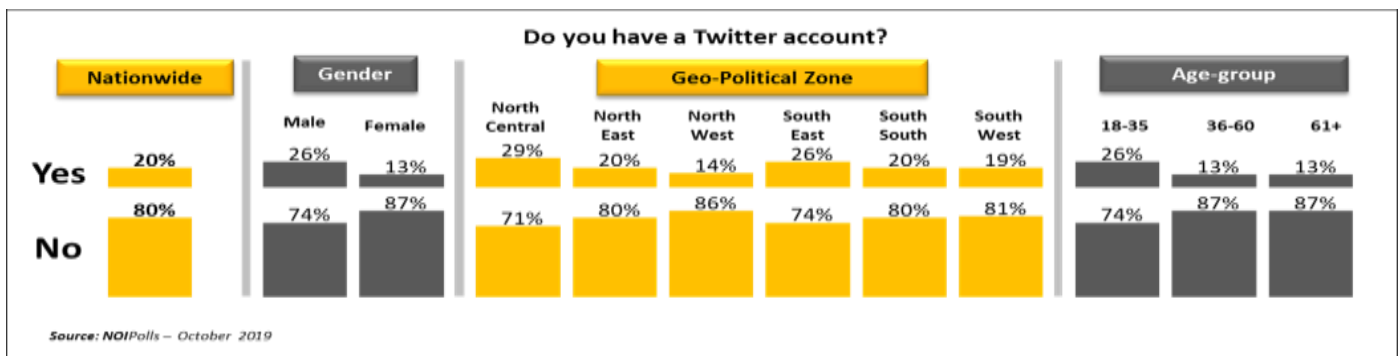 Do you have a Twitter account?
Nationwide
Gender
Geo-Political Zone
Age-group
Male Female
North Central North East North West South East South South South West
18-35 36-60 61+
Yes 20% 26% 13% 29% 20% 14% 26% 20% 19% 26% 13% 13%
No 80% 74% 87% 71% 80% 86% 74% 80% 81% 74% 87% 87%
Source: NOIPolls – October 2019